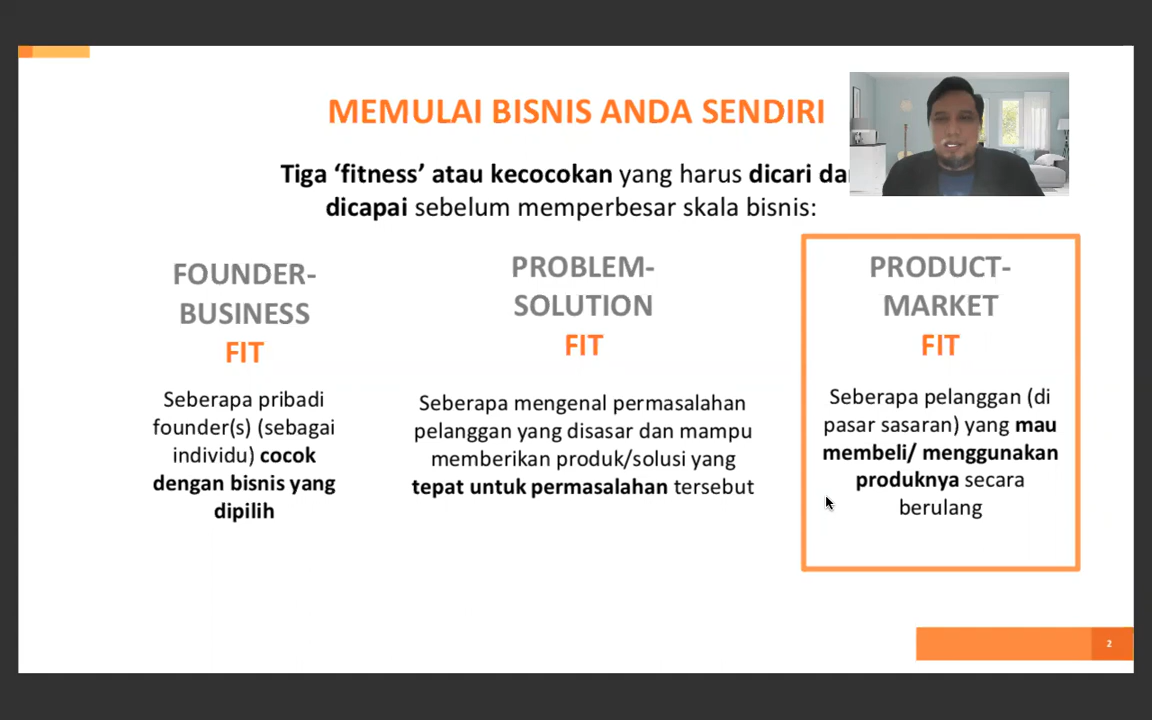 MEMULAI BISNIS ANDA SENDIRI
Tiga ‘fitness’ atau kecocokan yang harus dicari
dicapai sebelum memperbesar skala bisnis:
FOUNDER-
BUSINESS
FIT
Seberapa pribadi
founder(s) (sebagai
individu) cocok
dengan bisnis yang
dipilih
PROBLEM-
SOLUTION
FIT
Seberapa mengenal permasalahan
pelanggan yang disasar dan mampu
memberikan produk/solusi yang
tepat untuk permasalahan tersebut
PRODUCT-
MARKET
FIT
Seberapa pelanggan (di
pasar sasaran) yang mau
membeli/ menggunakan
produknya secara
berulang
2